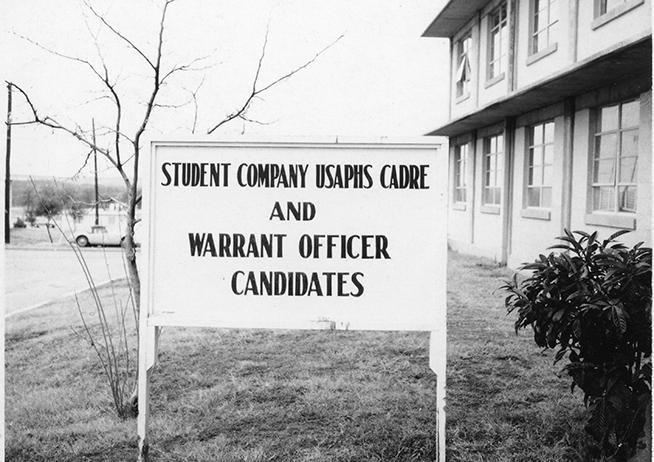 STUDENT COMPANY USAPHS CADRE
AND
WARRANT OFFICER
CANDIDATES